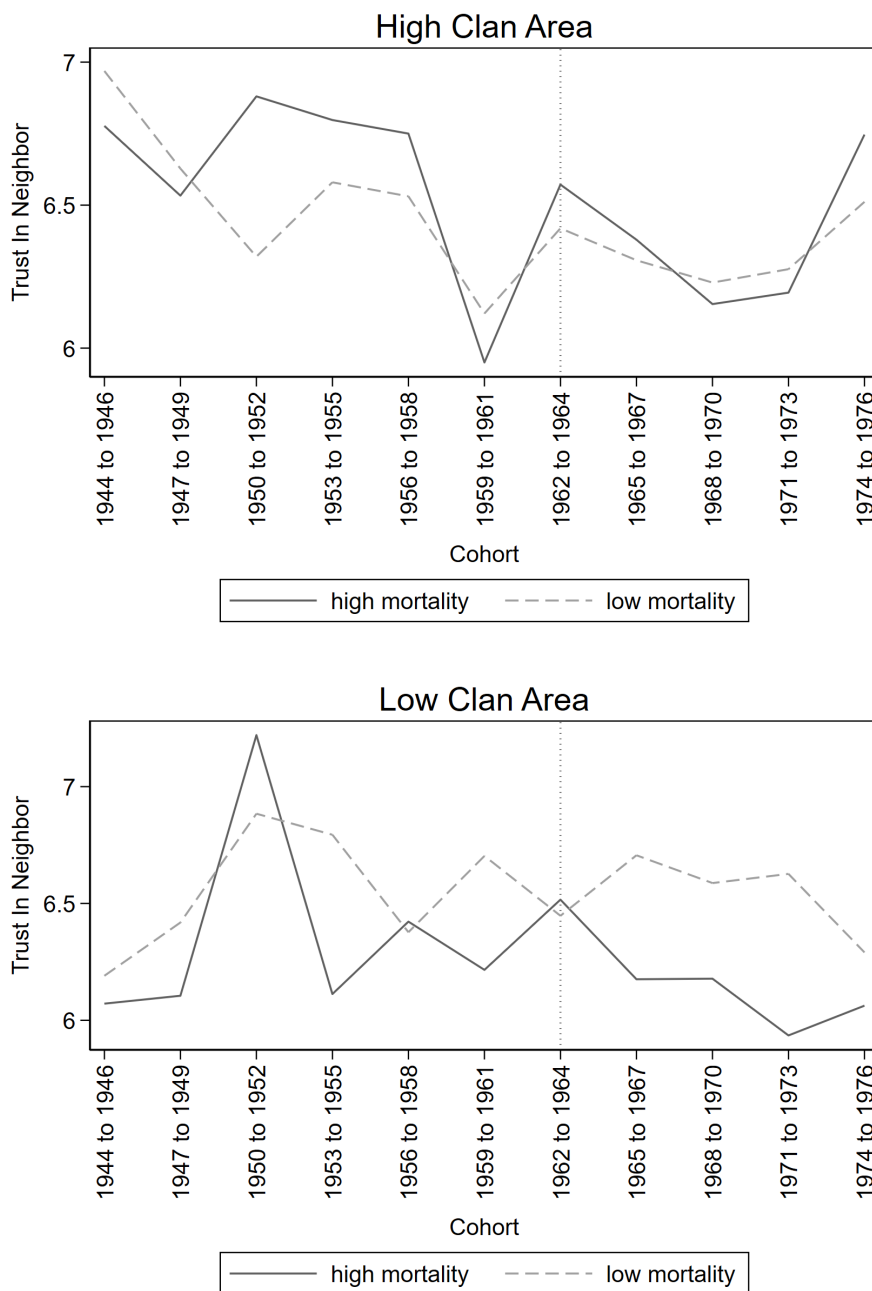 High Clan Area
Trust In Neighbor
7
6.5
6
1944 to 1946
1947 to 1949
1950 to 1952
1953 to 1955
1956 to 1958
1959 to 1961
1962 to 1964
1965 to 1967
1968 to 1970
1971 to 1973
1974 to 1976
Cohort
high mortality low mortality
Low Clan Area
Trust In Neighbor
7
6.5
6
1944 to 1946
1947 to 1949
1950 to 1952
1953 to 1955
1956 to 1958
1959 to 1961
1962 to 1964
1965 to 1967
1968 to 1970
1971 to 1973
1974 to 1976
Cohort
high mortality low mortality